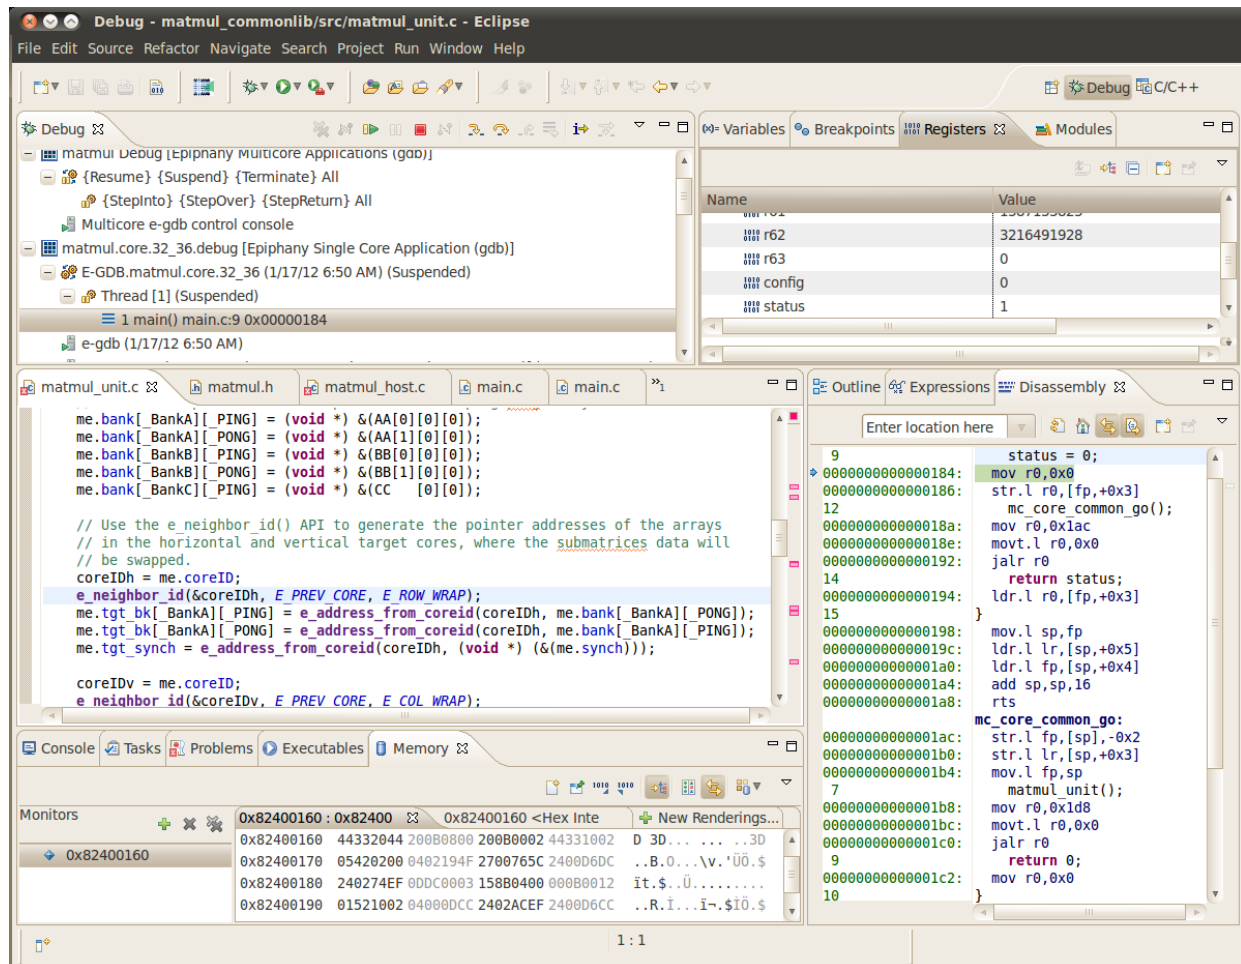 Debug - matmul_commonlib/src/matmul_unit.c - Eclipse
File Edit Source Refactor Navigate Search Project Run Window Help
Debug C/C++
Debug
matmul Debug [Epiphany Multicore Applications (gdb)]
{Resume} {Suspend} {Terminate} All
{StepInto} {StepOver} {StepReturn} All
Multicore e-gdb control console
matmul.core.32_36.debug [Epiphany Single Core Application (gdb)]
E-GDB.matmul.core.32_36 (1/17/12 6:50 AM) (Suspended)
Thread [1] (Suspended)
1 main() main.c:9 0x00000184
e-gdb (1/17/12 6:50 AM)
Variables Breakpoints Registers Modules
Name Value
r62 3216491928
r63 0
config 0
status 1
matmul_unit.c matmul.h matmul_host.c main.c main.c »1
me.bank[_BankA][_PING] = (void *) &(AA[0][0][0]);
me.bank[_BankA][_PONG] = (void *) &(AA[1][0][0]);
me.bank[_BankB][_PING] = (void *) &(BB[0][0][0]);
me.bank[_BankB][_PONG] = (void *) &(BB[1][0][0]);
me.bank[_BankC][_PING] = (void *) &(CC [0][0]);
// Use the e_neighbor_id() API to generate the pointer addresses of the arrays
// in the horizontal and vertical target cores, where the submatrices data will
// be swapped.
coreIDh = me.coreID;
e_neighbor_id(&coreIDh, E_PREV_CORE, E_ROW_WRAP);
me.tgt_bk[_BankA][_PING] = e_address_from_coreid(coreIDh, me.bank[_BankA][_PONG]);
me.tgt_bk[_BankA][_PONG] = e_address_from_coreid(coreIDh, me.bank[_BankA][_PING]);
me.tgt_synch = e_address_from_coreid(coreIDh, (void *) (&(me.synch)));
coreIDv = me.coreID;
e_neighbor_id(&coreIDv, E_PREV_CORE, E_COL_WRAP);
Outline Expressions Disassembly
Enter location here
9 status = 0;
0000000000000184: mov r0,0x0
0000000000000186: str.l r0,[fp,+0x3]
12 mc_core_common_go();
000000000000018a: mov r0,0x1ac
000000000000018e: movt.l r0,0x0
0000000000000192: jalr r0
14 return status;
0000000000000194: ldr.l r0,[fp,+0x3]
15 }
0000000000000198: mov.l sp,fp
000000000000019c: ldr.l lr,[sp,+0x5]
00000000000001a0: ldr.l fp,[sp,+0x4]
00000000000001a4: add sp,sp,16
00000000000001a8: rts
mc_core_common_go:
00000000000001ac: str.l fp,[sp],-0x2
00000000000001b0: str.l lr,[sp,+0x3]
00000000000001b4: mov.l fp,sp
7 matmul_unit();
00000000000001b8: mov r0,0x1d8
00000000000001bc: movt.l r0,0x0
00000000000001c0: jalr r0
9 return 0;
00000000000001c2: mov r0,0x0
10 }
Console Tasks Problems Executables Memory
Monitors
0x82400160
0x82400160 : 0x82400 0x82400160 <Hex Inte New Renderings...
0x82400160 44332044 200B0800 200B0002 44331002 D 3D... ... ..3D
0x82400170 05420200 0402194F 2700765C 2400D6DC ..B.O...\v.'ÜÖ.$
0x82400180 240274EF 0DDC0003 158B0400 000B0012 ït.$..Ü.........
0x82400190 01521002 04000DCC 2402ACEF 2400D6CC ..R.Ì...ï¬.$ÌÖ.$
1 : 1